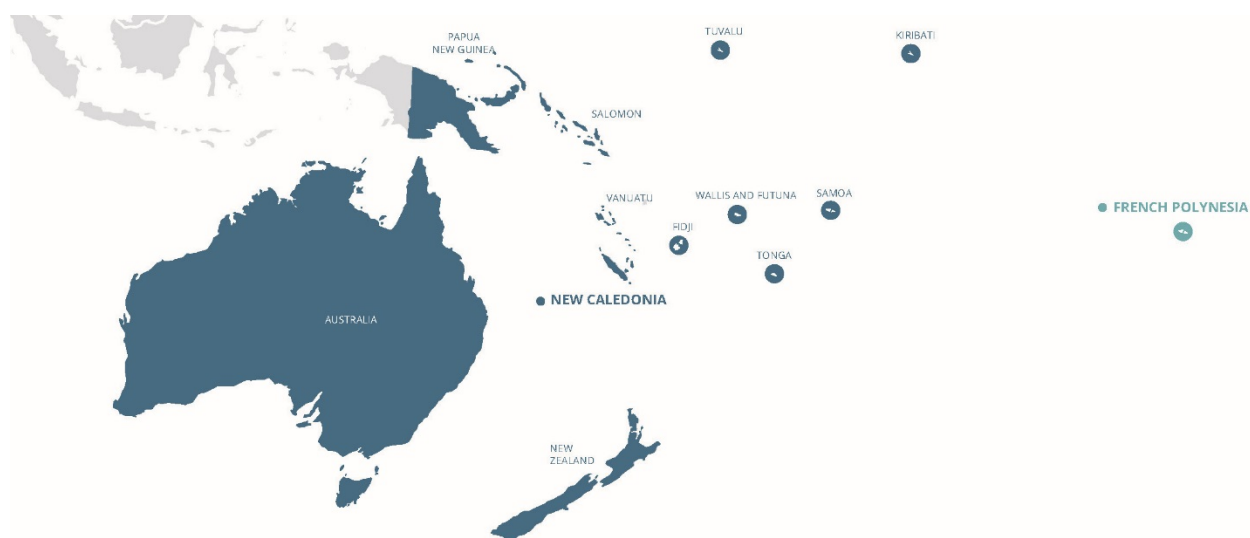 TUVALU
KIRIBATI
PAPUA
NEW GUINEA
SALOMON
VANUATU
WALLIS AND FUTUNA
SAMOA
FRENCH POLYNESIA
FIDJI
TONGA
NEW CALEDONIA
AUSTRALIA
NEW
ZEALAND